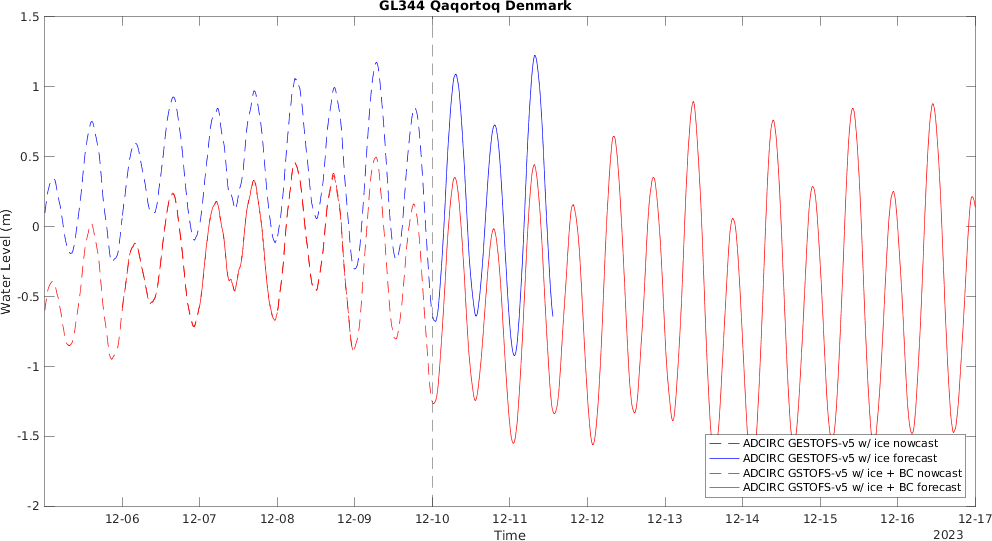 GL344 Qaqortoq Denmark
1.5
1
0.5
0
-0.5
-1
-1.5
-2
Water Level (m)
12-06 12-07 12-08 12-09 12-10 12-11 12-12 12-13 12-14 12-15 12-16 12-17
Time
2023
ADCIRC GESTOFS-v5 w/ ice nowcast
ADCIRC GESTOFS-v5 w/ ice forecast
ADCIRC GSTOFS-v5 w/ ice + BC nowcast
ADCIRC GSTOFS-v5 w/ ice + BC forecast